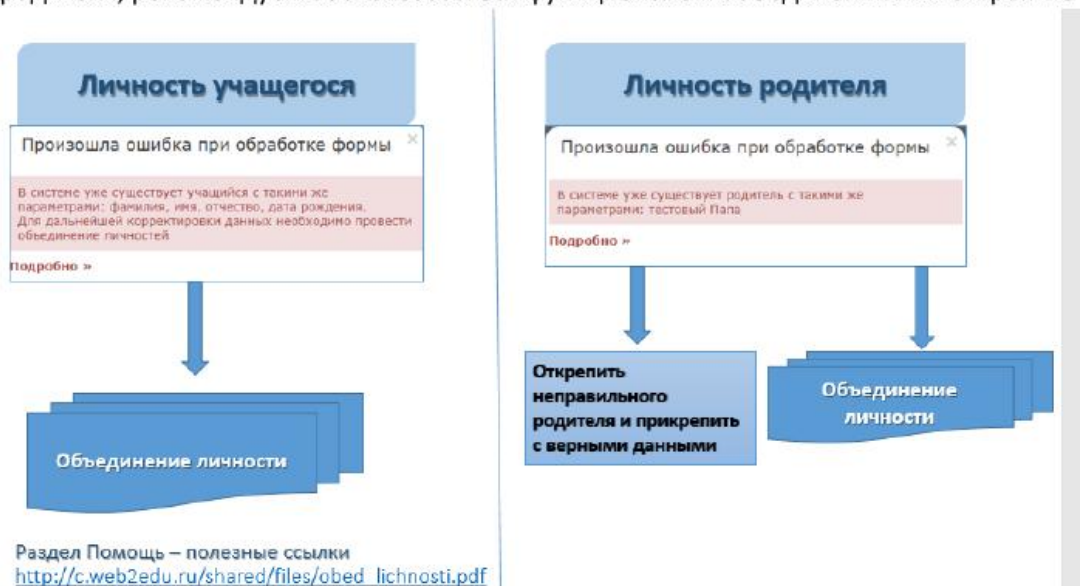 Личность учащегося
Произошла ошибка при обработке формы
В системе уже существует учащийся с такими же
параметрами: фамилия, имя, отчество, дата рождения.
Для дальнейшей корректировки данных необходимо провести
объединение личностей
Подробно »
Объединение личности
Раздел Помощь – полезные ссылки
http://c.web2edu.ru/shared/files/obed_lichnosti.pdf
Личность родителя
Произошла ошибка при обработке формы
В системе уже существует родитель с такими же
параметрами: тестовый Папа
Подробно »
Открепить
неправильного
родителя и прикрепить
с верными данными
Объединение
личности